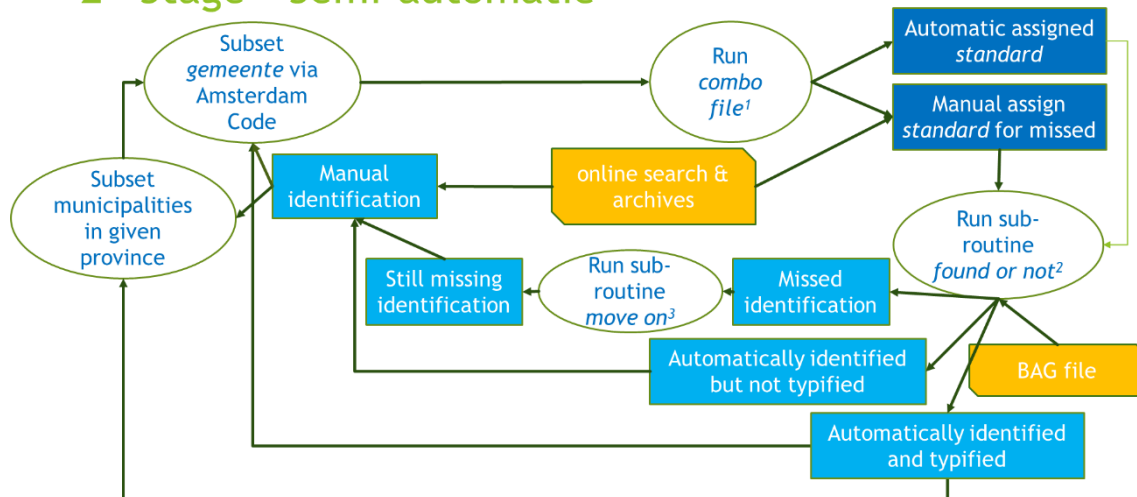 Subset
gemeente via
Amsterdam
Code
Run
combo
file¹
Automatic assigned
standard
Manual assign
standard for missed
Subset
municipalities
in given
province
Manual
identification
online search &
archives
Run sub-
routine
found or not²
Still missing
identification
Run sub-
routine
move on³
Missed
identification
Automatically identified
but not typified
BAG file
Automatically identified
and typified